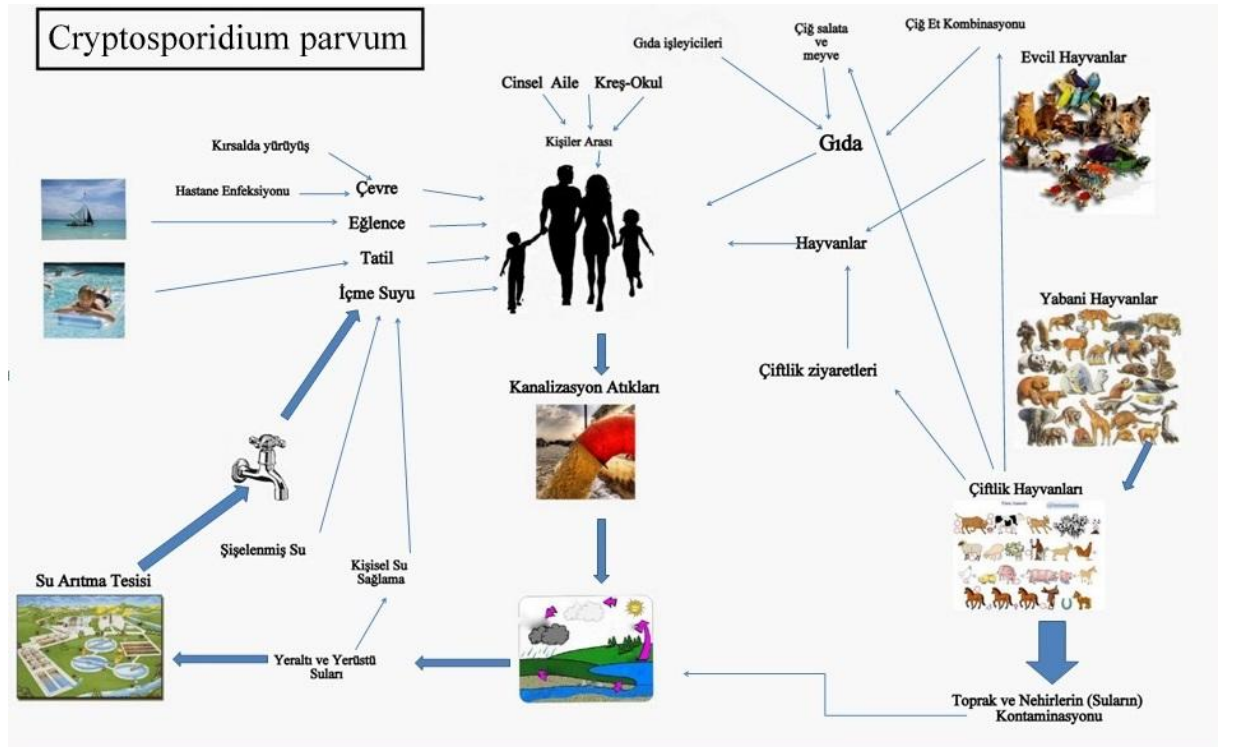 Cryptosporidium parvum
Gıda işleyicileri
Çiğ salata
ve
meyve
Çiğ Et Kombinasyonu
Evcil Hayvanlar
Cinsel Aile Kreş-Okul
Kişiler Arası
Gıda
Kırsalda yürüyüş
Hastane Enfeksiyonu
Çevre
Eğlence
Tatil
İçme Suyu
Hayvanlar
Yabani Hayvanlar
Çiftlik ziyaretleri
Kanalizasyon Atıkları
Çiftlik Hayvanları
Şişelenmiş Su
Kişisel Su
Sağlama
Su Arıtma Tesisi
Yeraltı ve Yerüstü
Suları
Toprak ve Nehirlerin (Suların)
Kontaminasyonu